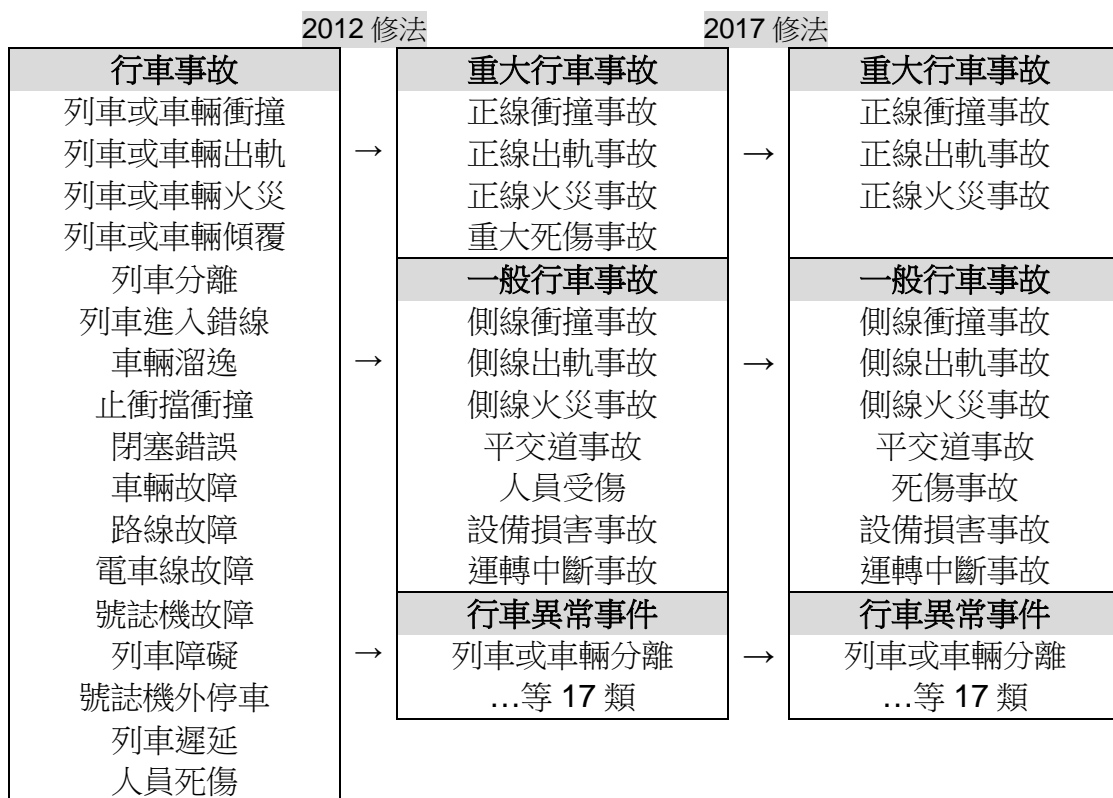 2012 修法 2017 修法
行車事故 重大行車事故 重大行車事故
列車或車輛衝撞 正線衝撞事故 正線衝撞事故
列車或車輛出軌 → 正線出軌事故 → 正線出軌事故
列車或車輛火災 正線火災事故 正線火災事故
列車或車輛傾覆 重大死傷事故
列車分離 一般行車事故 一般行車事故
列車進入錯線 側線衝撞事故 側線衝撞事故
車輛溜逸 → 側線出軌事故 → 側線出軌事故
止衝擋衝撞 側線火災事故 側線火災事故
閉塞錯誤 平交道事故 平交道事故
車輛故障 人員受傷 死傷事故
路線故障 設備損害事故 設備損害事故
電車線故障 運轉中斷事故 運轉中斷事故
號誌機故障 行車異常事件 行車異常事件
列車障礙 → 列車或車輛分離 → 列車或車輛分離
號誌機外停車 …等 17 類 …等 17 類
列車遲延
人員死傷